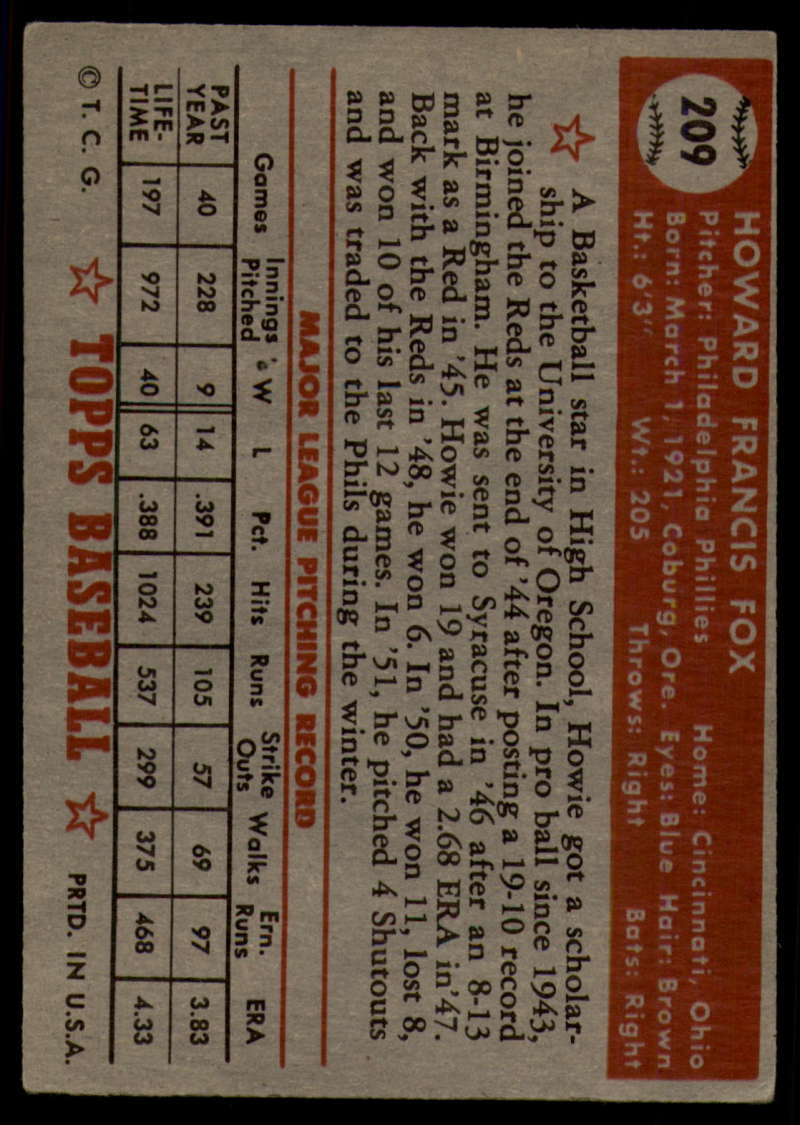 209
HOWARD FRANCIS FOX
Pitcher: Philadelphia Phillies Home: Cincinnati, Ohio
Born: March 1, 1921, Coburg, Ore. Eyes: Blue Hair: Brown
Ht.: 6'3" Wt.: 205 Throws: Right Bats: Right
A Basketball star in High School, Howie got a scholar-
ship to the University of Oregon. In pro ball since 1943,
he joined the Reds at the end of '44 after posting a 19-10 record
at Birmingham. He was sent to Syracuse in '46 after an 8-13
mark as a Red in '45. Howie won 19 and had a 2.68 ERA in '47.
Back with the Reds in '48, he won 6. In '50, he won 11, lost 8,
and won 10 of his last 12 games. In '51, he pitched 4 Shutouts
and was traded to the Phils during the winter.
MAJOR LEAGUE PITCHING RECORD
Games Innings Pitched W L Pct. Hits Runs Strike Outs Walks Ern. Runs ERA
PAST YEAR 40 228 9 14 .391 239 105 57 69 97 3.83
LIFE-TIME 197 972 40 63 .388 1024 537 299 375 468 4.33
© T. C. G. TOPPS BASEBALL PRTD. IN U.S.A.